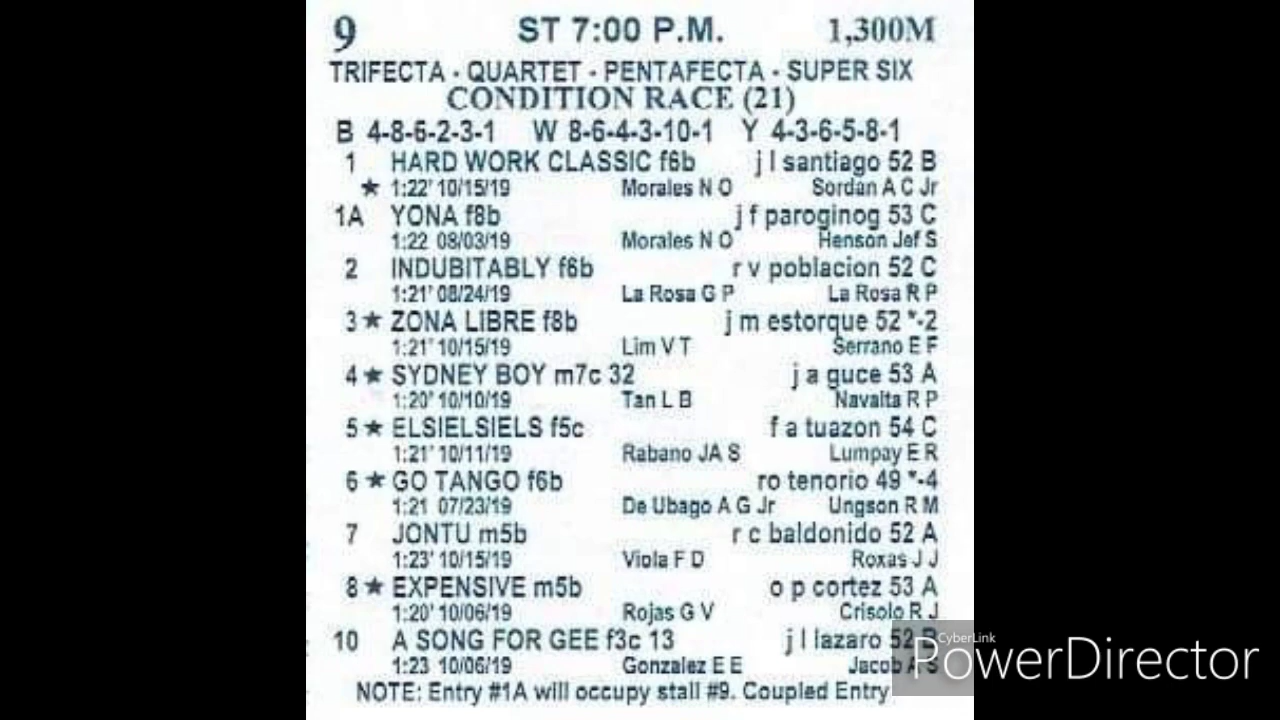 9 ST 7:00 P.M. 1,300M
TRIFECTA - QUARTET - PENTAFECTA - SUPER SIX
CONDITION RACE (21)
B 4-8-6-2-3-1 W 8-6-4-3-10-1 Y 4-3-6-5-8-1
1 HARD WORK CLASSIC f6b j l santiago 52 B
★ 1:22' 10/15/19 Morales N O Sordan A C Jr
1A YONA f8b j f paroginog 53 C
1:22 08/03/19 Morales N O Henson Jef S
2 INDUBITABLY f6b r v poblacion 52 C
1:21' 08/24/19 La Rosa G P La Rosa R P
3 ★ ZONA LIBRE f8b j m estorque 52 *-2
1:21' 10/15/19 Lim V T Serrano E F
4 ★ SYDNEY BOY m7c 32 j a guce 53 A
1:20' 10/10/19 Tan L B Navalta R P
5 ★ ELSIELSIELS f5c f a tuazon 54 C
1:21' 10/11/19 Rabano JA S Lumpay E R
6 ★ GO TANGO f6b ro tenorio 49 *-4
1:21 07/23/19 De Ubago A G Jr Ungson R M
7 JONTU m5b r c baldonido 52 A
1:23' 10/15/19 Viola F D Roxas J J
8 ★ EXPENSIVE m5b o p cortez 53 A
1:20' 10/06/19 Rojas G V Crisolo R J
10 A SONG FOR GEE f3c 13 j l lazaro 52 B
1:23 10/06/19 Gonzalez E E Jacob A S
NOTE: Entry #1A will occupy stall #9. Coupled Entry
CyberLink
PowerDirector